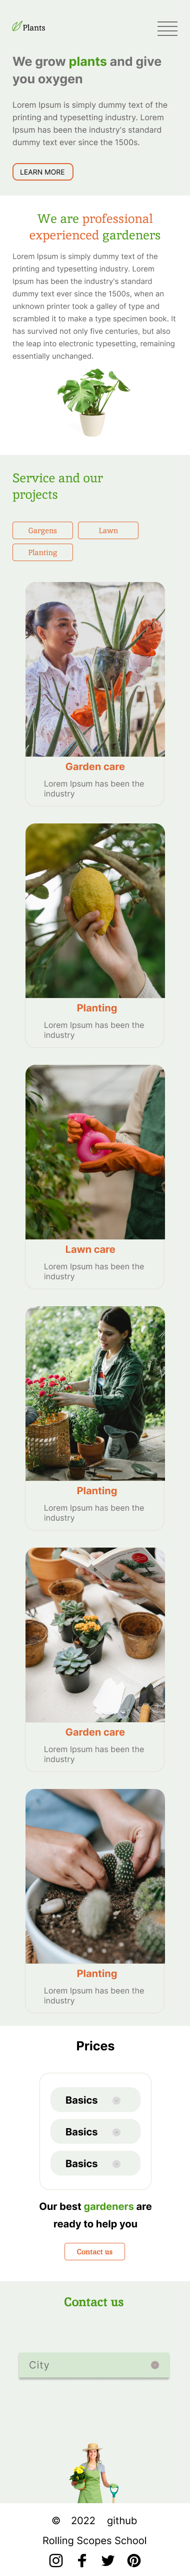 Plants
We grow plants and give
you oxygen
Lorem Ipsum is simply dummy text of the
printing and typesetting industry. Lorem
Ipsum has been the industry's standard
dummy text ever since the 1500s.
LEARN MORE
We are professional
experienced gardeners
Lorem Ipsum is simply dummy text of the
printing and typesetting industry. Lorem
Ipsum has been the industry's standard
dummy text ever since the 1500s, when an
unknown printer took a galley of type and
scrambled it to make a type specimen book. It
has survived not only five centuries, but also
the leap into electronic typesetting, remaining
essentially unchanged.
Service and our
projects
Gargens Lawn
Planting
Garden care
Lorem Ipsum has been the
industry
Planting
Lorem Ipsum has been the
industry
Lawn care
Lorem Ipsum has been the
industry
Planting
Lorem Ipsum has been the
industry
Garden care
Lorem Ipsum has been the
industry
Planting
Lorem Ipsum has been the
industry
Prices
Basics
Basics
Basics
Our best gardeners are
ready to help you
Contact us
Contact us
City
© 2022 github
Rolling Scopes School